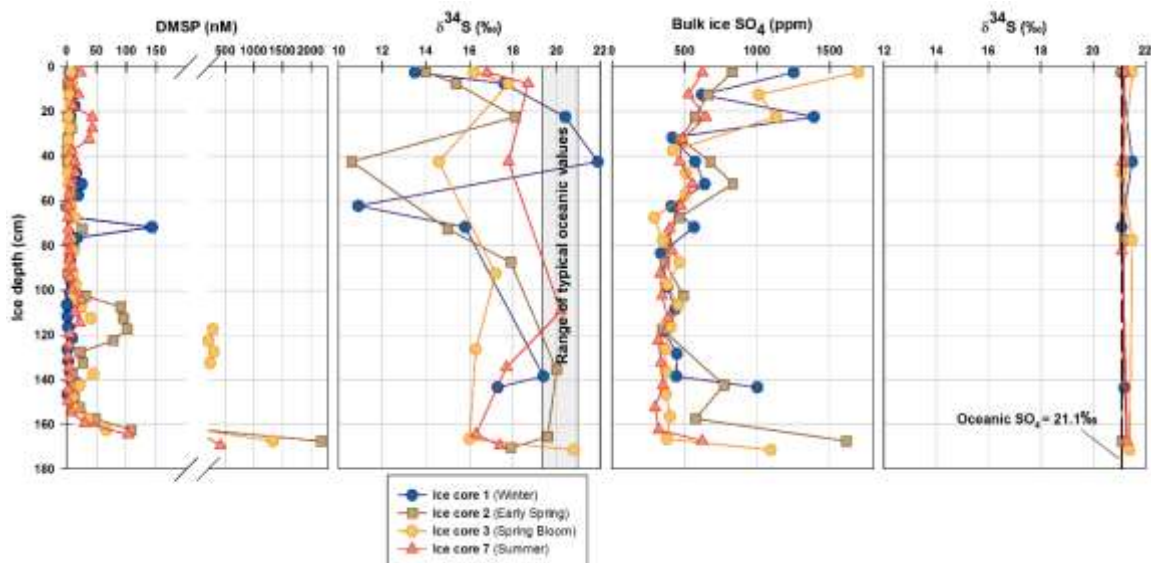 DMSP (nM)
δ34S (‰)
Bulk ice SO4 (ppm)
δ34S (‰)
0 50 100 150 500 1000 1500 2000
10 12 14 16 18 20 22
500 1000 1500
12 14 16 18 20 22
Ice depth (cm)
0
20
40
60
80
100
120
140
160
180
Range of typical oceanic values
Oceanic SO4 = 21.1‰
Ice core 1 (Winter)
Ice core 2 (Early Spring)
Ice core 3 (Spring Bloom)
Ice core 7 (Summer)